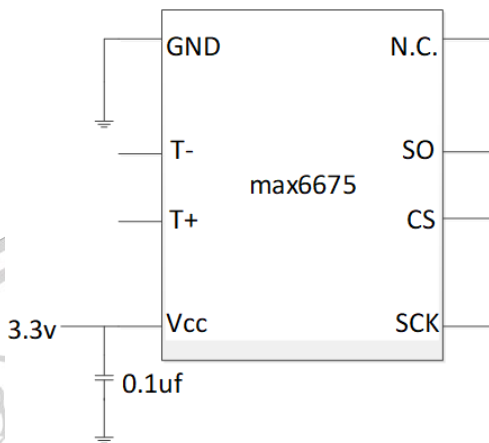 GND N.C.
T- SO
max6675
T+ CS
3.3v Vcc SCK
0.1uf